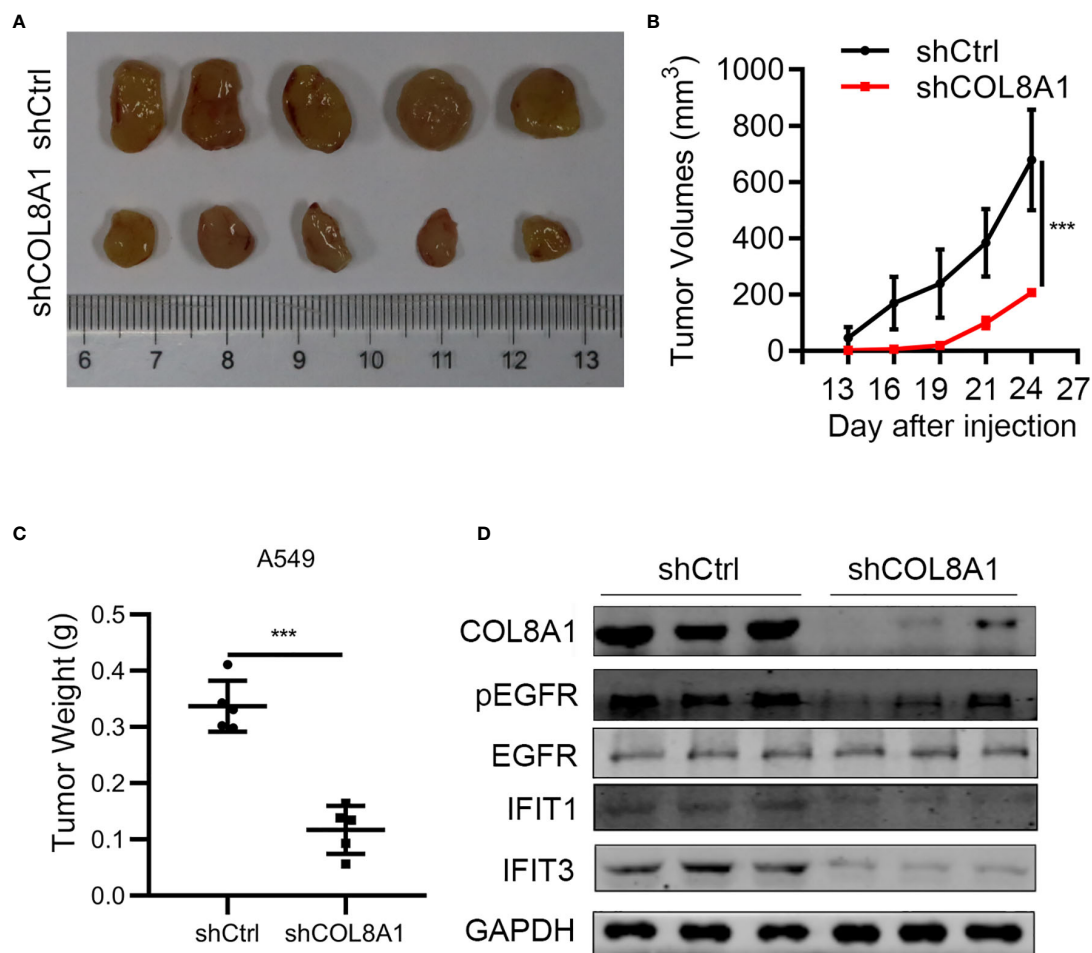 A
shCtrl
shCOL8A1
6 7 8 9 10 11 12 13
B
shCtrl
shCOL8A1
Tumor Volumes (mm³)
1000
800
600
400
200
0
***
13 16 19 21 24 27
Day after injection
C
A549
Tumor Weight (g)
0.5
0.4
0.3
0.2
0.1
0.0
***
shCtrl shCOL8A1
D
shCtrl shCOL8A1
COL8A1
pEGFR
EGFR
IFIT1
IFIT3
GAPDH